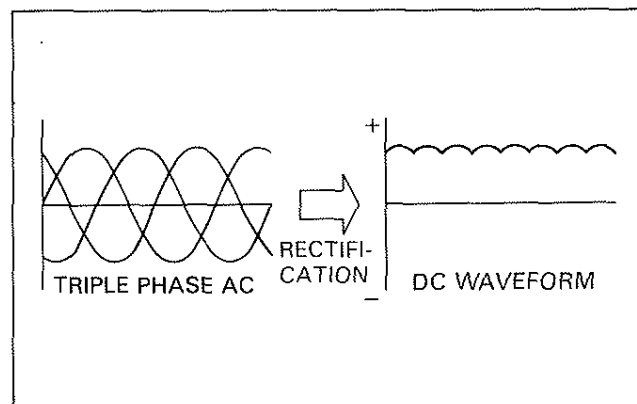 +
RECTIFI-
CATION
TRIPLE PHASE AC
−
DC WAVEFORM